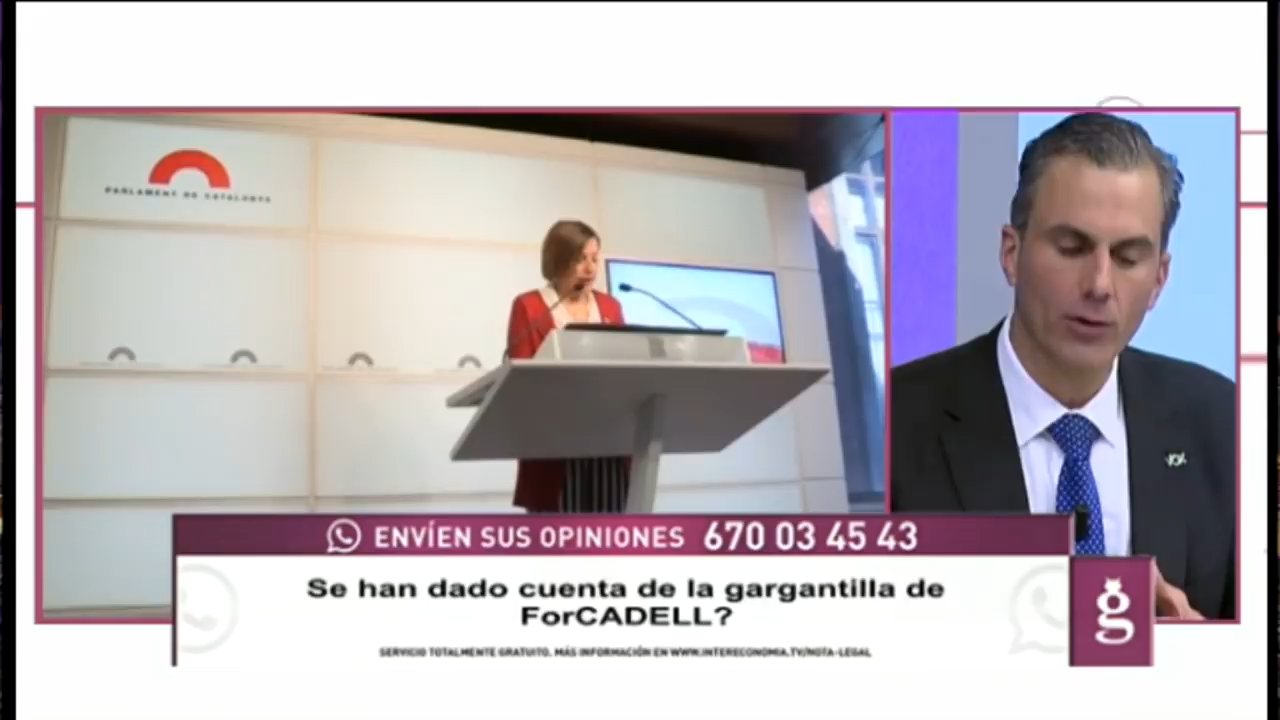 PARLAMENT DE CATALUNYA
VOX
ENVÍEN SUS OPINIONES 670 03 45 43
Se han dado cuenta de la gargantilla de
ForCADELL?
g
SERVICIO TOTALMENTE GRATUITO. MÁS INFORMACIÓN EN WWW.INTERECONOMIA.TV/NOTA-LEGAL